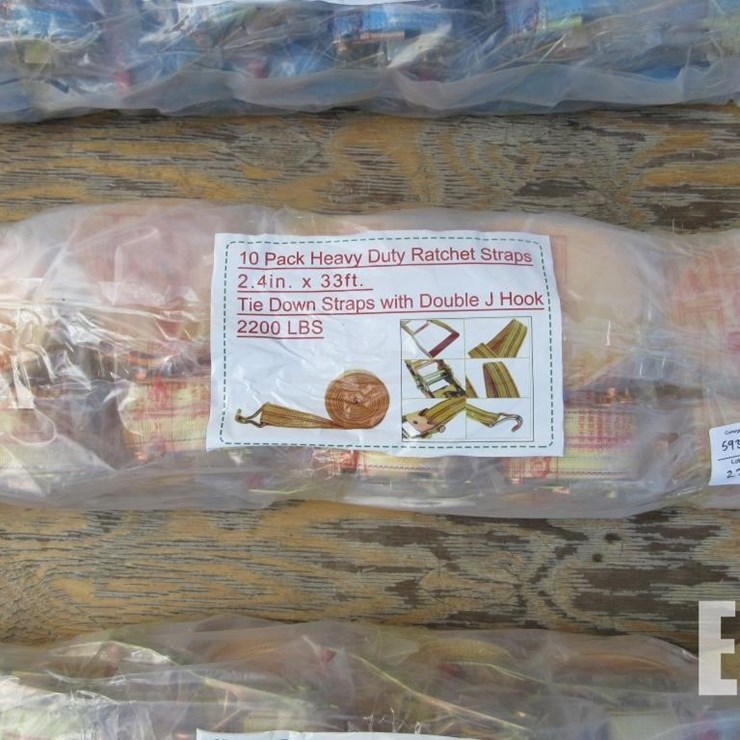 10 Pack Heavy Duty Ratchet Straps
2.4in. x 33ft.
Tie Down Straps with Double J Hook
2200 LBS
E